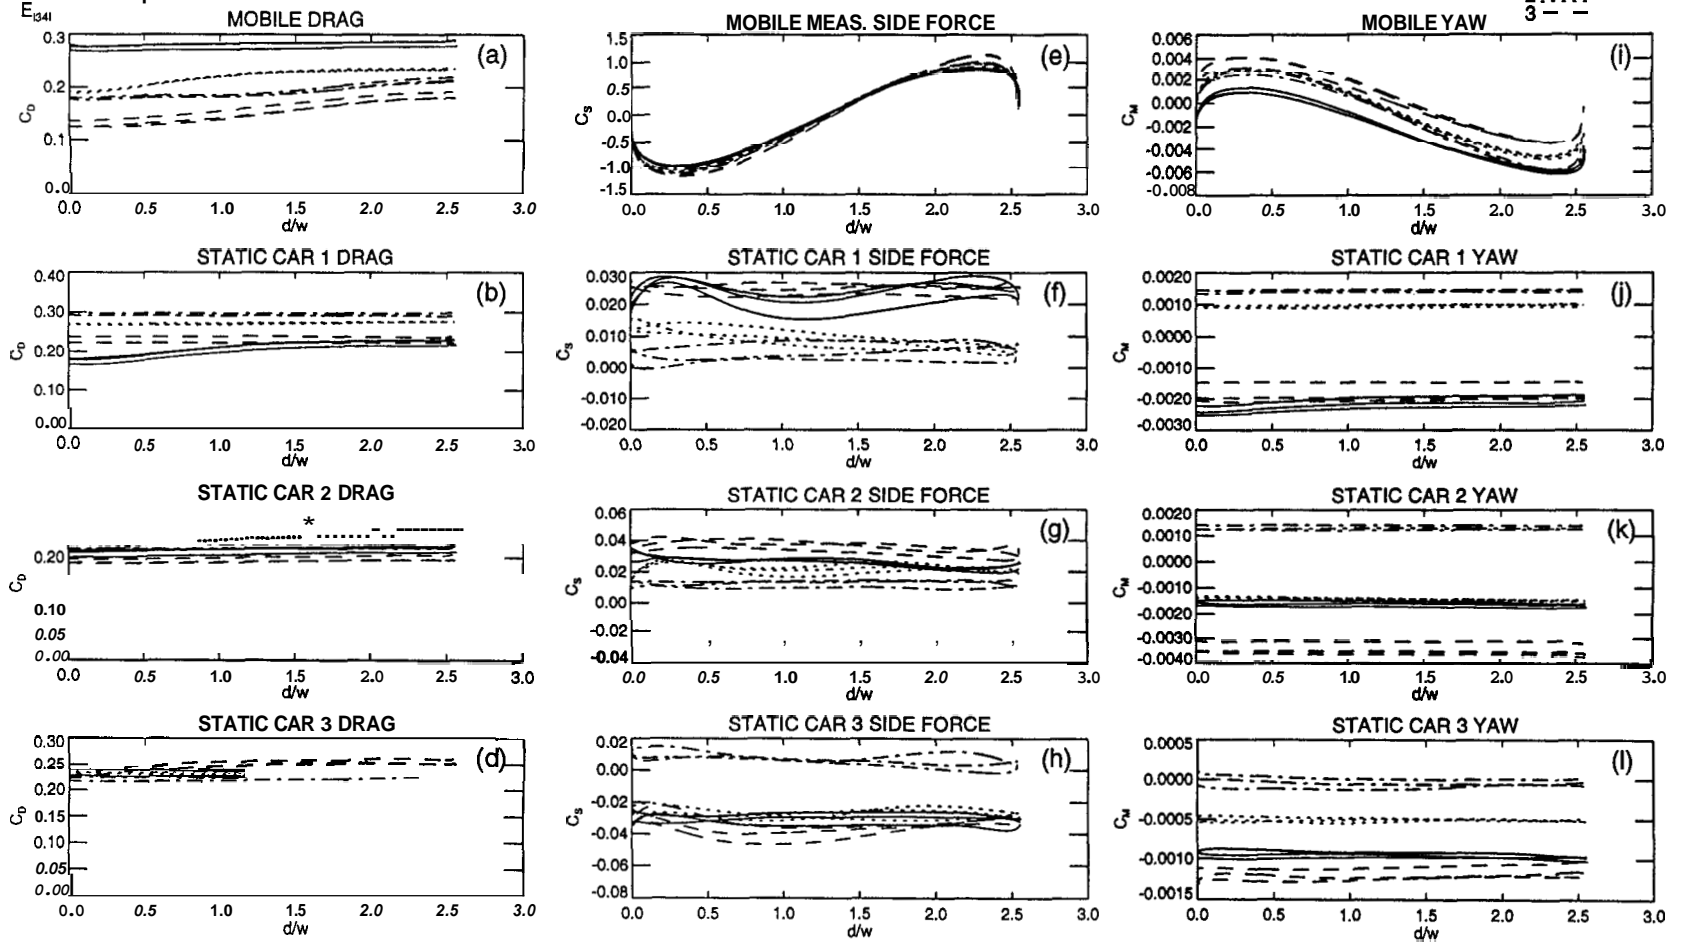 E₁₃₄₁
3 – –
MOBILE DRAG
0.3
0.2
0.1
0.0
C_D
(a)
0.0 0.5 1.0 1.5 2.0 2.5 3.0
d/w
MOBILE MEAS. SIDE FORCE
1.5
1.0
0.5
0.0
-0.5
-1.0
-1.5
C_S
(e)
0.0 0.5 1.0 1.5 2.0 2.5 3.0
d/w
MOBILE YAW
0.006
0.004
0.002
0.000
-0.002
-0.004
-0.006
-0.008
C_M
(i)
0.0 0.5 1.0 1.5 2.0 2.5 3.0
d/w
STATIC CAR 1 DRAG
0.40
0.30
0.20
0.10
0.00
C_D
(b)
0.0 0.5 1.0 1.5 2.0 2.5 3.0
d/w
STATIC CAR 1 SIDE FORCE
0.030
0.020
0.010
0.000
-0.010
-0.020
C_S
(f)
0.0 0.5 1.0 1.5 2.0 2.5 3.0
d/w
STATIC CAR 1 YAW
0.0020
0.0010
0.0000
-0.0010
-0.0020
-0.0030
C_M
(j)
0.0 0.5 1.0 1.5 2.0 2.5 3.0
d/w
STATIC CAR 2 DRAG
*
0.20
0.10
0.05
0.00
C_D
0.0 0.5 1.0 1.5 2.0 2.5 3.0
d/w
STATIC CAR 2 SIDE FORCE
0.06
0.04
0.02
0.00
-0.02
-0.04
C_S
(g)
0.0 0.5 1.0 1.5 2.0 2.5 3.0
d/w
STATIC CAR 2 YAW
0.0020
0.0010
0.0000
-0.0010
-0.0020
-0.0030
-0.0040
C_M
(k)
0.0 0.5 1.0 1.5 2.0 2.5 3.0
d/w
STATIC CAR 3 DRAG
0.30
0.25
0.20
0.15
0.10
0.05
0.00
C_D
(d)
0.0 0.5 1.0 1.5 2.0 2.5 3.0
d/w
STATIC CAR 3 SIDE FORCE
0.02
0.00
-0.02
-0.04
-0.06
-0.08
C_S
(h)
0.0 0.5 1.0 1.5 2.0 2.5 3.0
d/w
STATIC CAR 3 YAW
0.0005
0.0000
-0.0005
-0.0010
-0.0015
C_M
(l)
0.0 0.5 1.0 1.5 2.0 2.5 3.0
d/w